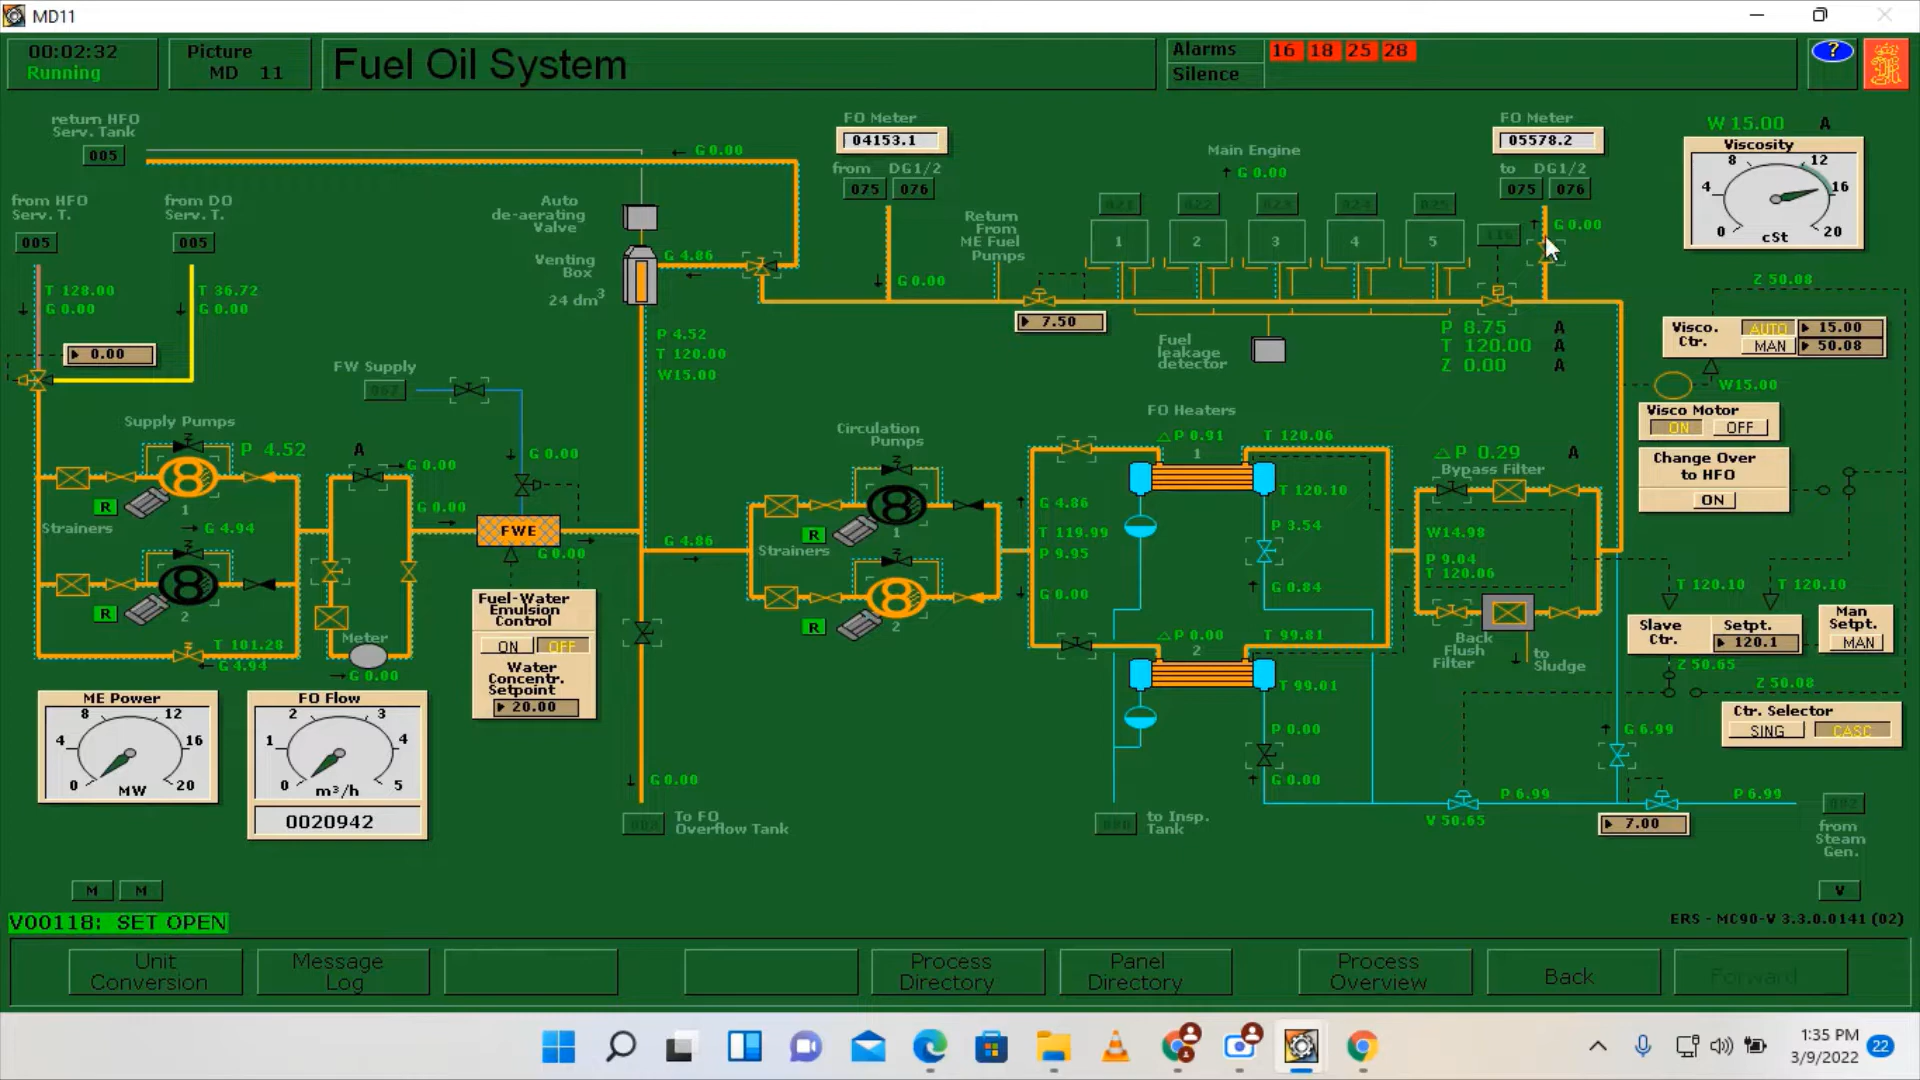 MD11
00:02:32
Running
Picture
MD 11
Fuel Oil System
Alarms 16 18 25 28
Silence
?
return HFO
Serv. Tank
005
G 0.00
FO Meter
04153.1
from DG1/2
075 076
FO Meter
05578.2
to DG1/2
075 076
W 15.00 A
Viscosity
0 4 8 12 16 20
cSt
from HFO
Serv. T.
005
from DO
Serv. T.
005
T 128.00
G 0.00
T 36.72
G 0.00
0.00
Auto
de-aerating
Valve
Venting
Box
24 dm3
G 4.86
G 0.00
Return
From
ME Fuel
Pumps
Main Engine
G 0.00
1 2 3 4 5
G 0.00
7.50
Fuel
leakage
detector
P 8.75 A
T 120.00 A
Z 0.00 A
Z 50.08
Visco.
Ctr.
AUTO 15.00
MAN 50.08
W15.00
Visco Motor
ON OFF
Change Over
to HFO
ON
P 4.52
T 120.00
W15.00
FW Supply
G 0.00
Supply Pumps
P 4.52 A
G 0.00
R
1
Strainers
G 4.94
R
2
T 101.28
G 4.94
G 0.00
Meter
G 0.00
FWE
G0.00
G 4.86
Fuel-Water
Emulsion
Control
ON OFF
Water
Concentr.
Setpoint
20.00
G 0.00
To FO
Overflow Tank
Circulation
Pumps
R
1
Strainers
R
2
G 4.86
T 119.99
P 9.95
G 0.00
FO Heaters
P 0.91
1
T 120.06
T 120.10
P 3.54
G 0.84
P 0.00
2
T 99.81
T 99.01
P 0.00
G 0.00
to Insp.
Tank
P 0.29 A
Bypass Filter
W14.98
P 9.04
T 120.06
Back
Flush
Filter
to
Sludge
T 120.10
T 120.10
Slave
Ctr.
Setpt.
120.1
Man
Setpt.
MAN
Z 50.65
Z 50.08
Ctr. Selector
SING CASC
G 6.99
P 6.99
P 6.99
V 50.65
7.00
from
Steam
Gen.
ME Power
0 4 8 12 16 20
MW
FO Flow
0 1 2 3 4 5
m³/h
0020942
M M
V
V00118: SET OPEN
ERS - MC90-V 3.3.0.0141 (02)
Unit
Conversion
Message
Log
Process
Directory
Panel
Directory
Process
Overview
Back
Forward
1:35 PM
3/9/2022
22